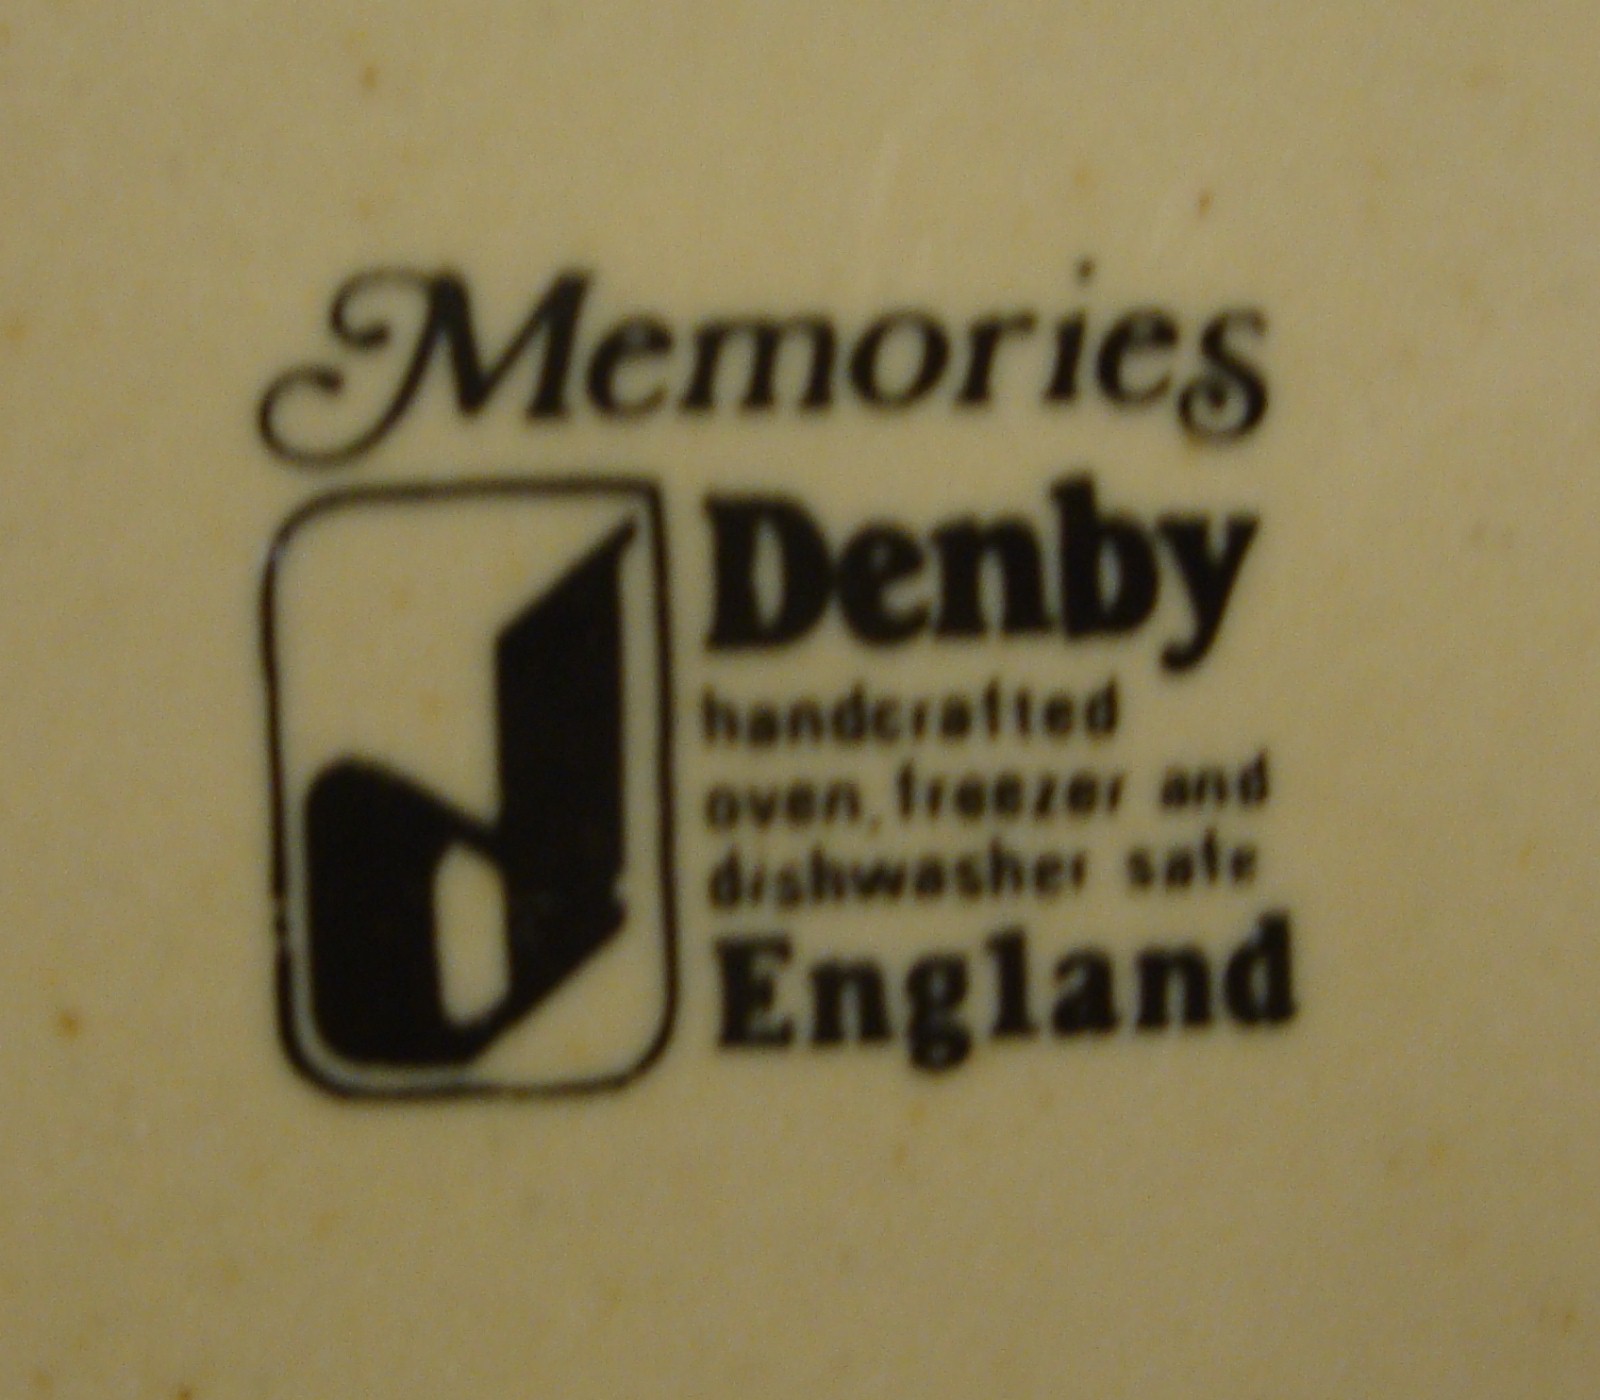 Memories
Denby
handcrafted
oven, freezer and
dishwasher safe
England